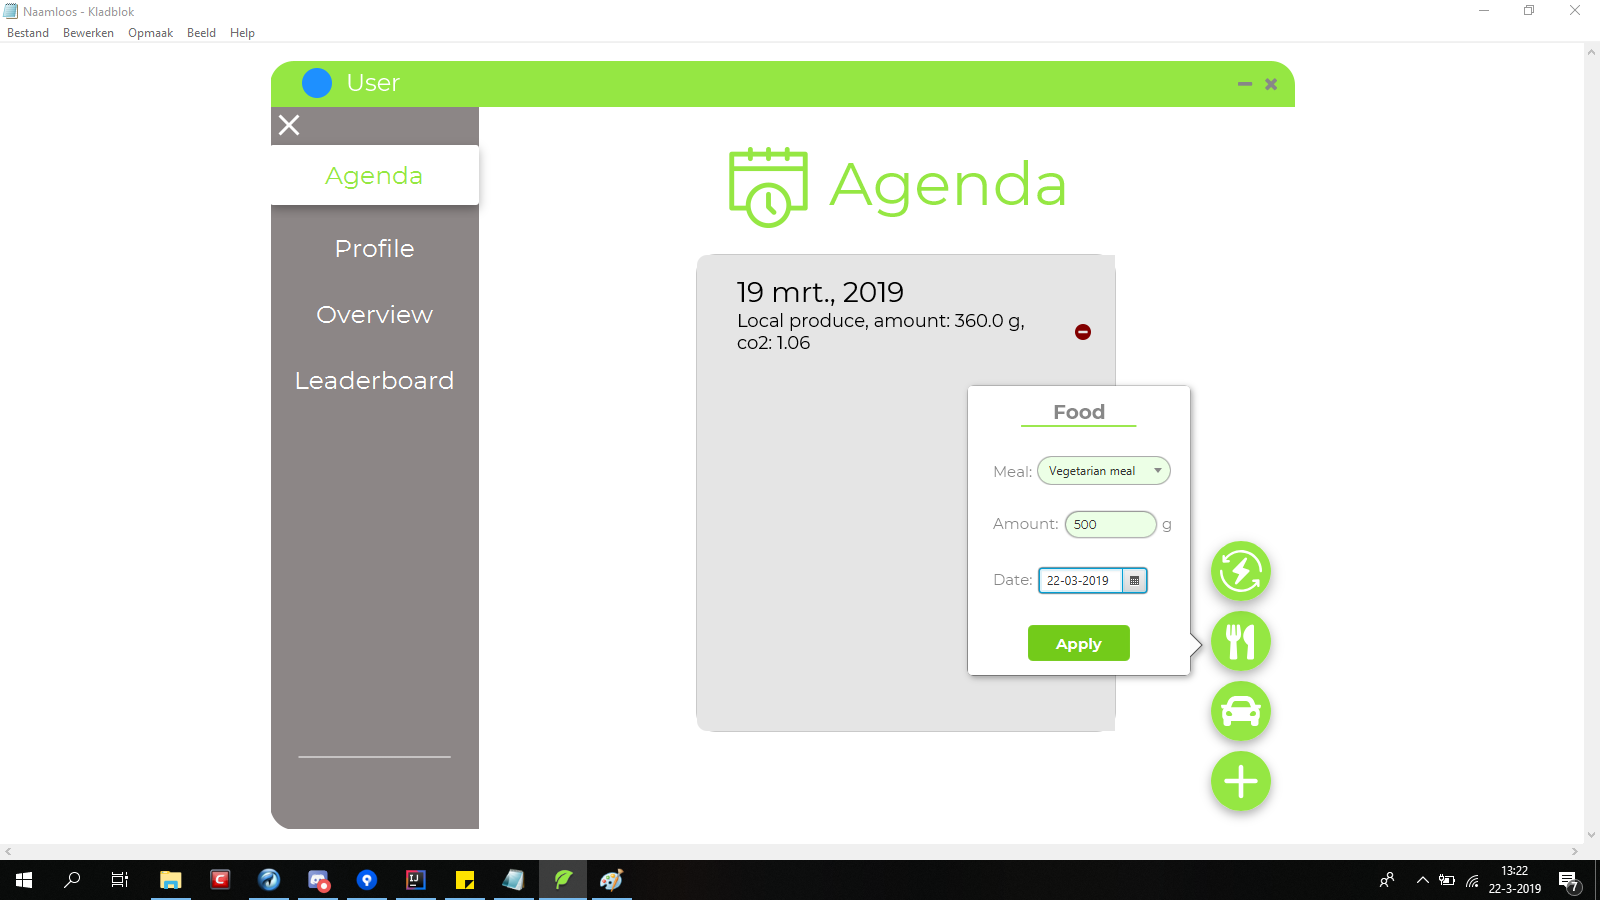 Naamloos - Kladblok
Bestand Bewerken Opmaak Beeld Help
User
Agenda
Profile
Overview
Leaderboard
Agenda
19 mrt., 2019
Local produce, amount: 360.0 g,
co2: 1.06
Food
Meal: Vegetarian meal
Amount: 500 g
Date: 22-03-2019
Apply
C
IJ
13:22
22-3-2019
7